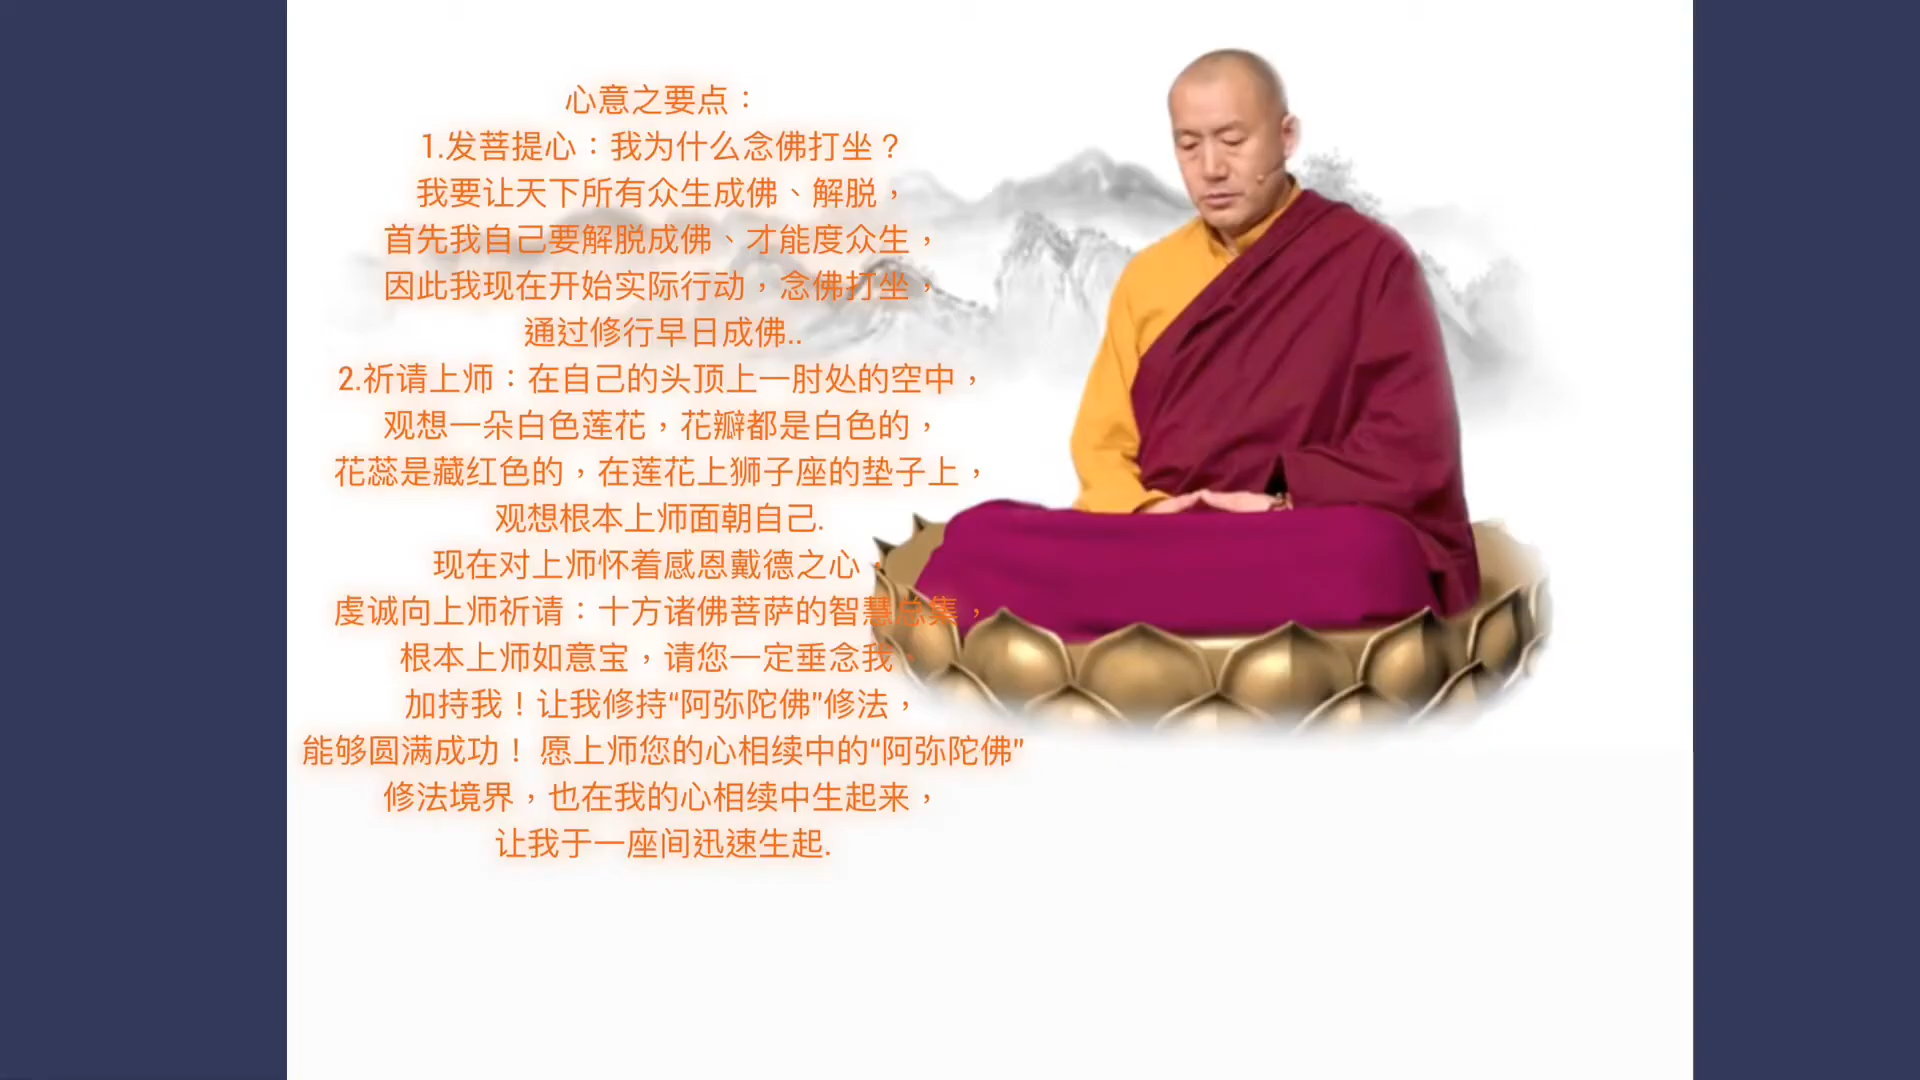 心意之要点：
1.发菩提心：我为什么念佛打坐？
我要让天下所有众生成佛、解脱，
首先我自己要解脱成佛、才能度众生，
因此我现在开始实际行动，念佛打坐，
通过修行早日成佛..
2.祈请上师：在自己的头顶上一肘处的空中，
观想一朵白色莲花，花瓣都是白色的，
花蕊是藏红色的，在莲花上狮子座的垫子上，
观想根本上师面朝自己.
现在对上师怀着感恩戴德之心，
虔诚向上师祈请：十方诸佛菩萨的智慧总集，
根本上师如意宝，请您一定垂念我、
加持我！让我修持“阿弥陀佛”修法，
能够圆满成功！ 愿上师您的心相续中的“阿弥陀佛”
修法境界，也在我的心相续中生起来，
让我于一座间迅速生起.